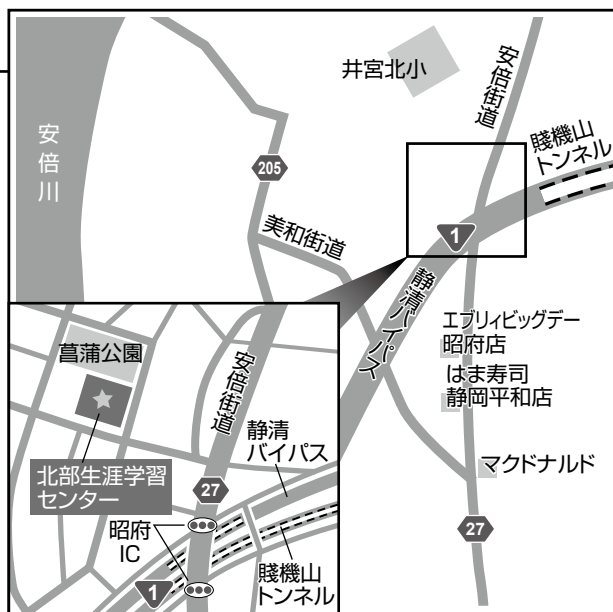 井宮北小
安倍街道
賤機山
トンネル
安倍川
205
美和街道
1
静清バイパス
エブリィビッグデー
昭府店
はま寿司
静岡平和店
マクドナルド
27
菖蒲公園
安倍街道
静清
バイパス
北部生涯学習
センター
27
昭府
IC
1
賤機山
トンネル